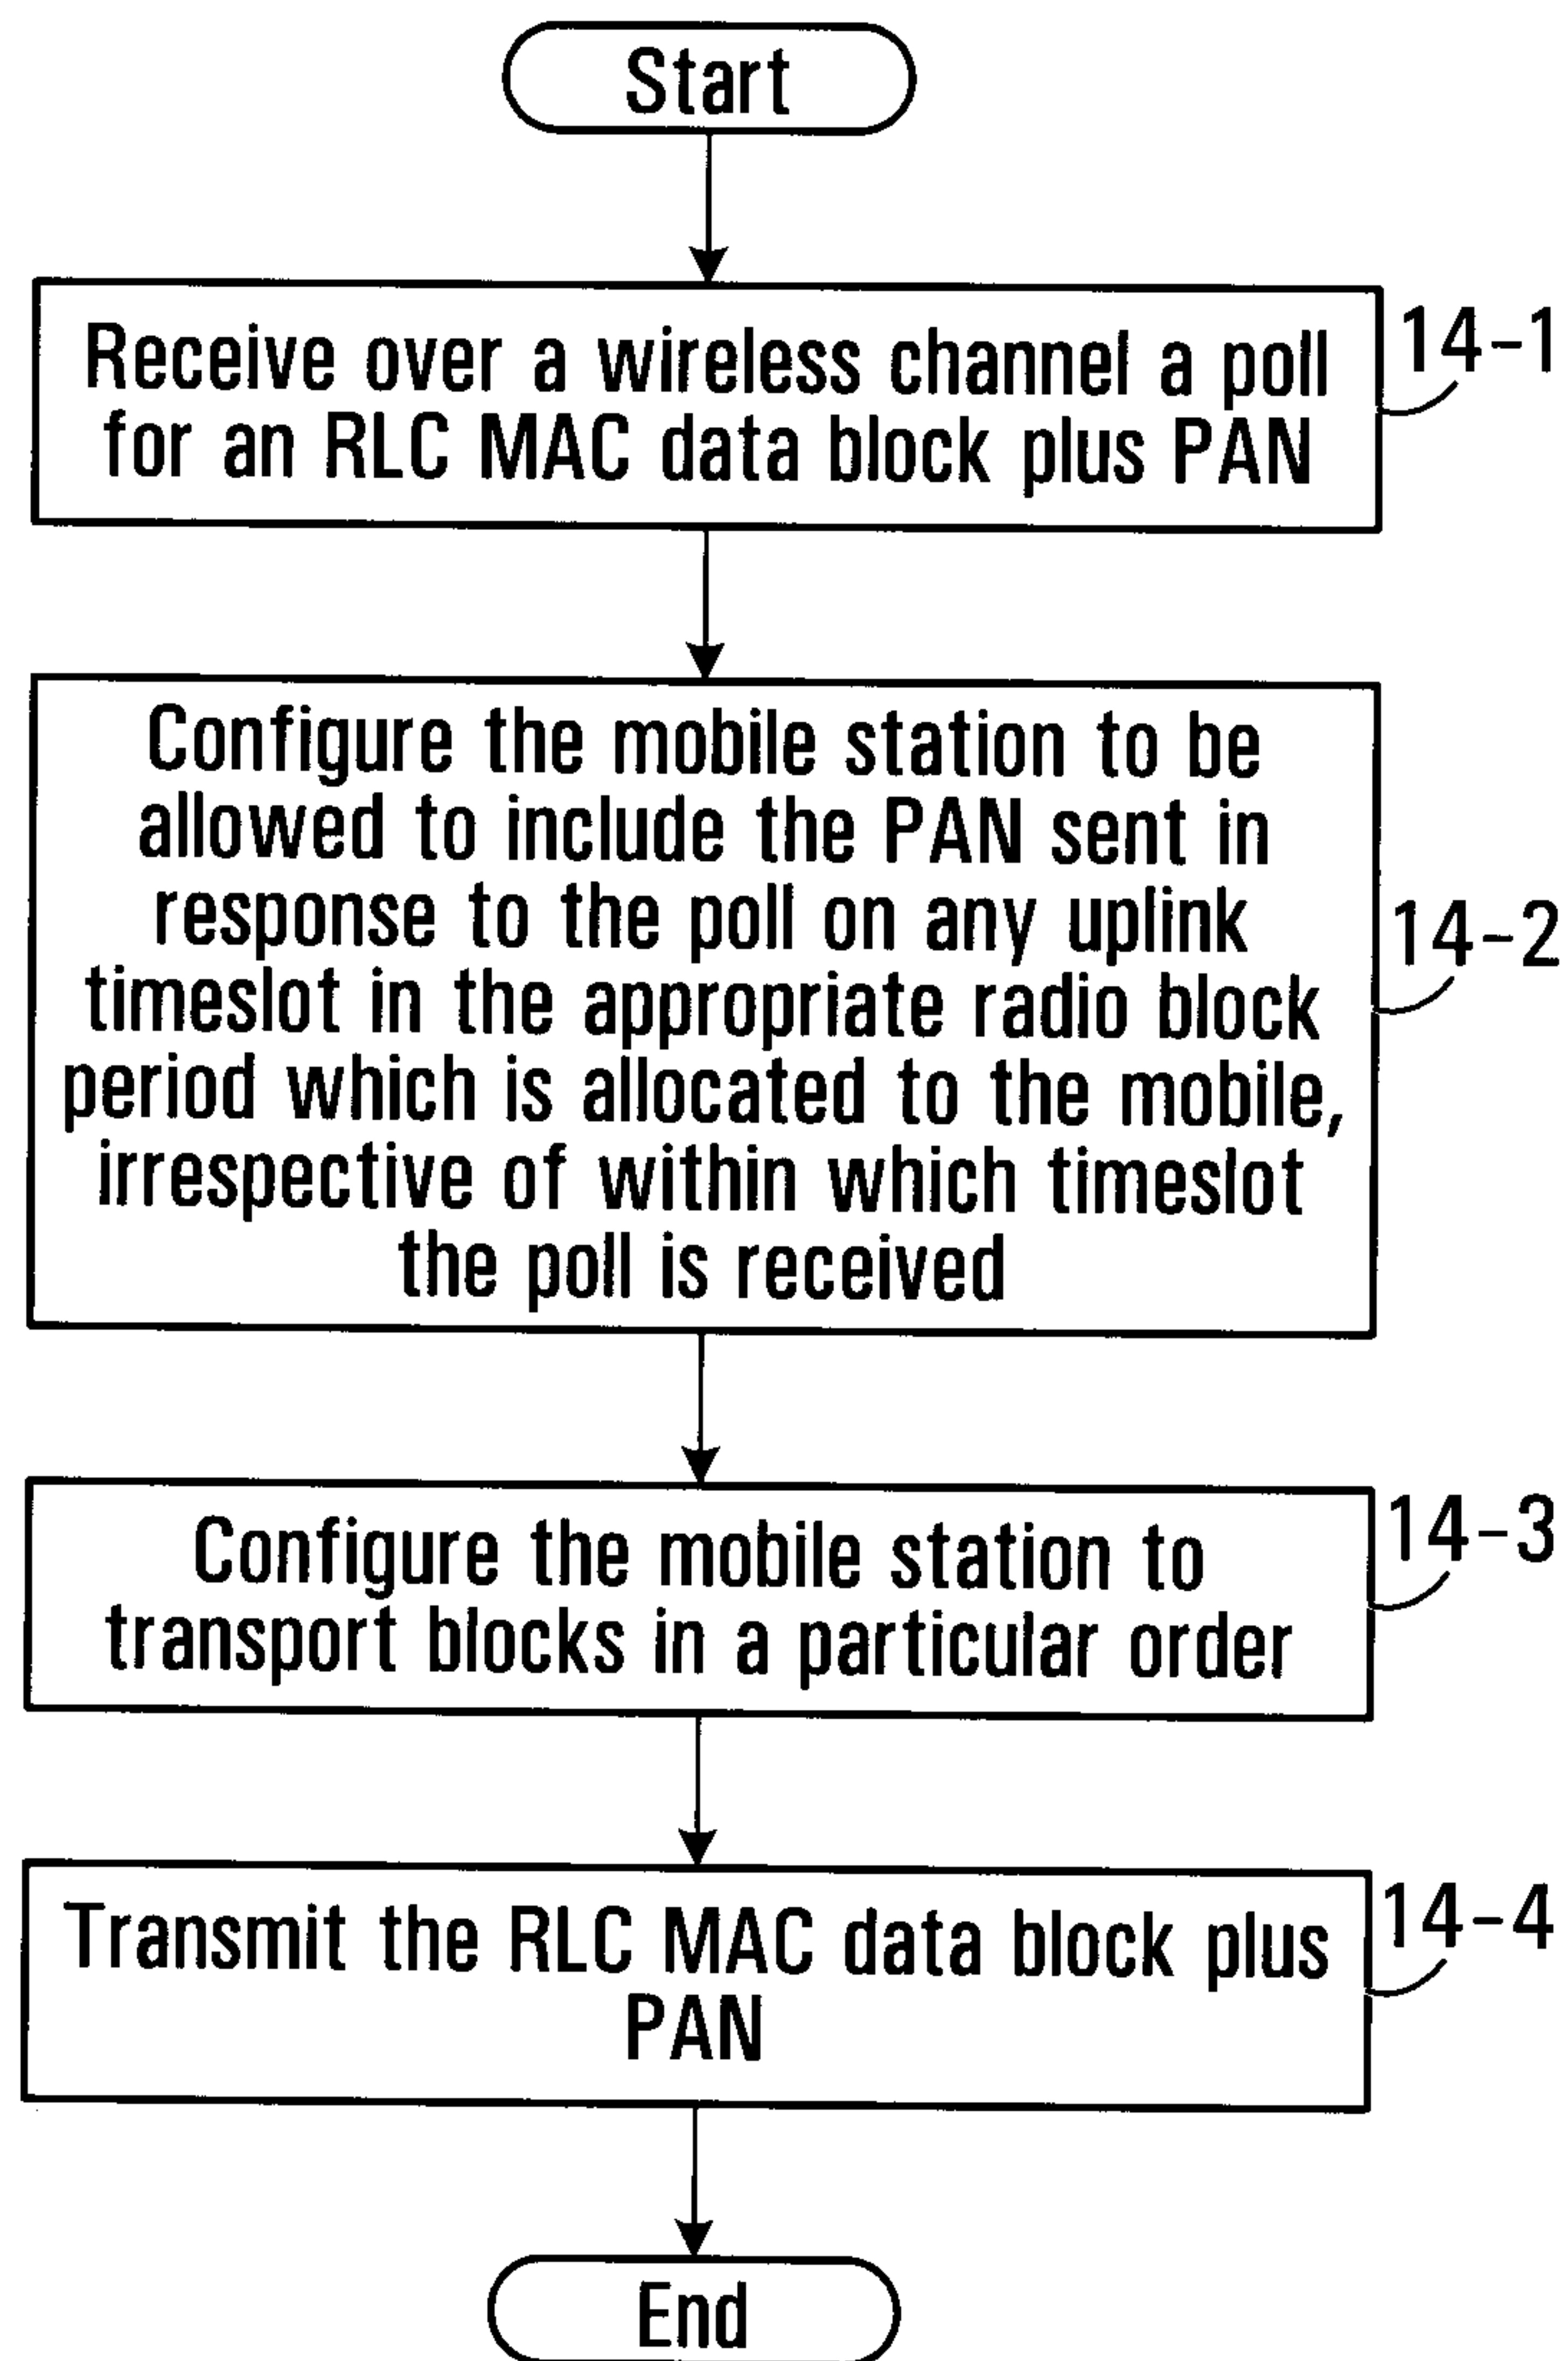 Start
Receive over a wireless channel a poll
for an RLC MAC data block plus PAN
14-1
Configure the mobile station to be
allowed to include the PAN sent in
response to the poll on any uplink
timeslot in the appropriate radio block
period which is allocated to the mobile,
irrespective of within which timeslot
the poll is received
14-2
Configure the mobile station to
transport blocks in a particular order
14-3
Transmit the RLC MAC data block plus
PAN
14-4
End